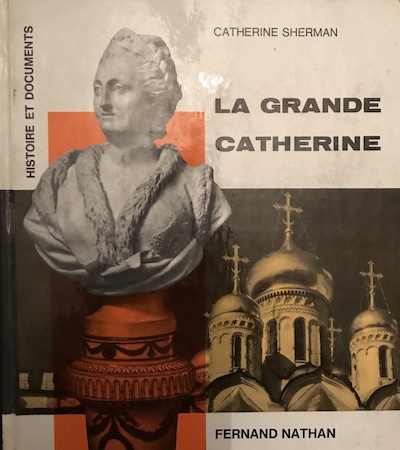 CATHERINE SHERMAN
HISTOIRE ET DOCUMENTS
LA GRANDE
CATHERINE
FERNAND NATHAN